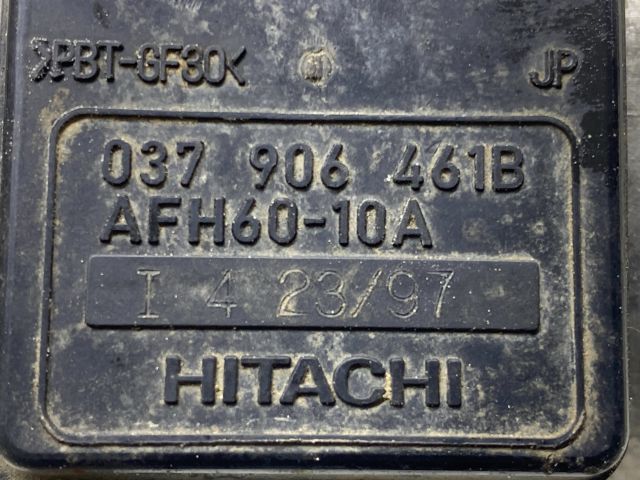 >PBT-GF30< JP
037 906 461B
AFH60-10A
I 4 23/97
HITACHI